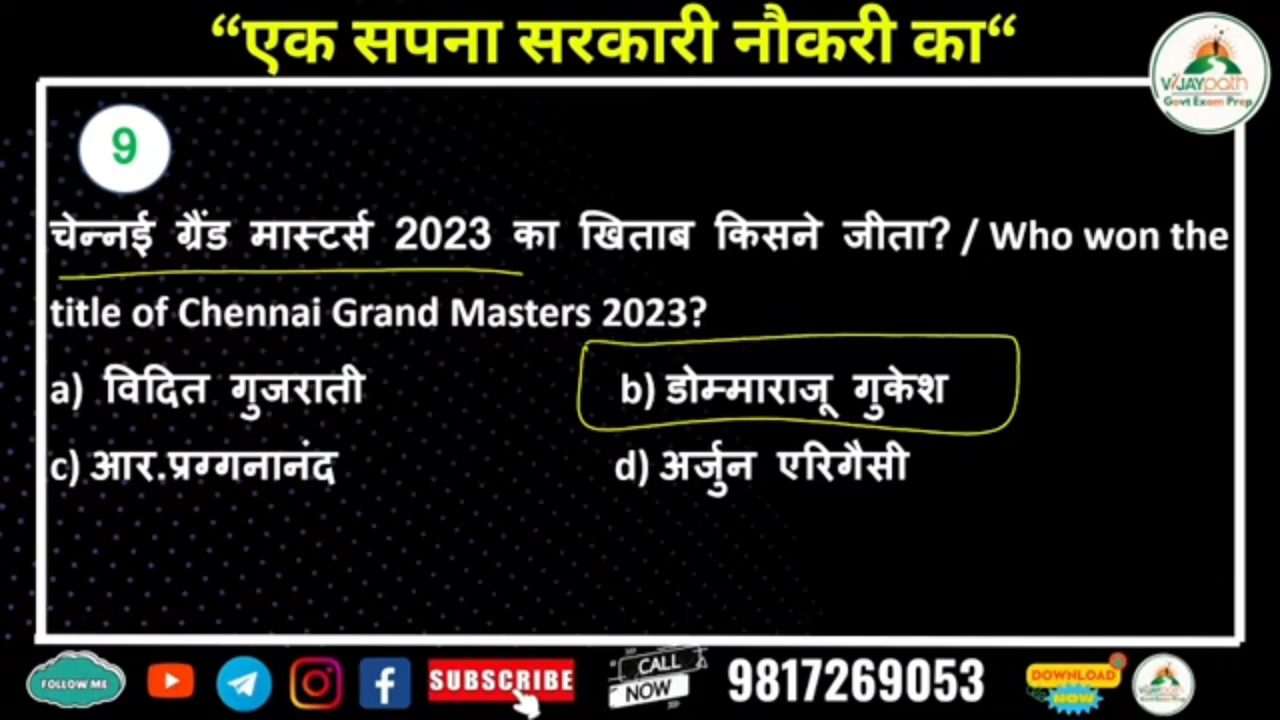 “एक सपना सरकारी नौकरी का“
VIJAYpath
Govt Exam Prep
9
चेन्नई ग्रैंड मास्टर्स 2023 का खिताब किसने जीता? / Who won the
title of Chennai Grand Masters 2023?
a) विदित गुजराती
b) डोम्माराजू गुकेश
c) आर.प्रग्गनानंद
d) अर्जुन एरिगैसी
FOLLOW ME
SUBSCRIBE
CALL
NOW
9817269053
DOWNLOAD
NOW